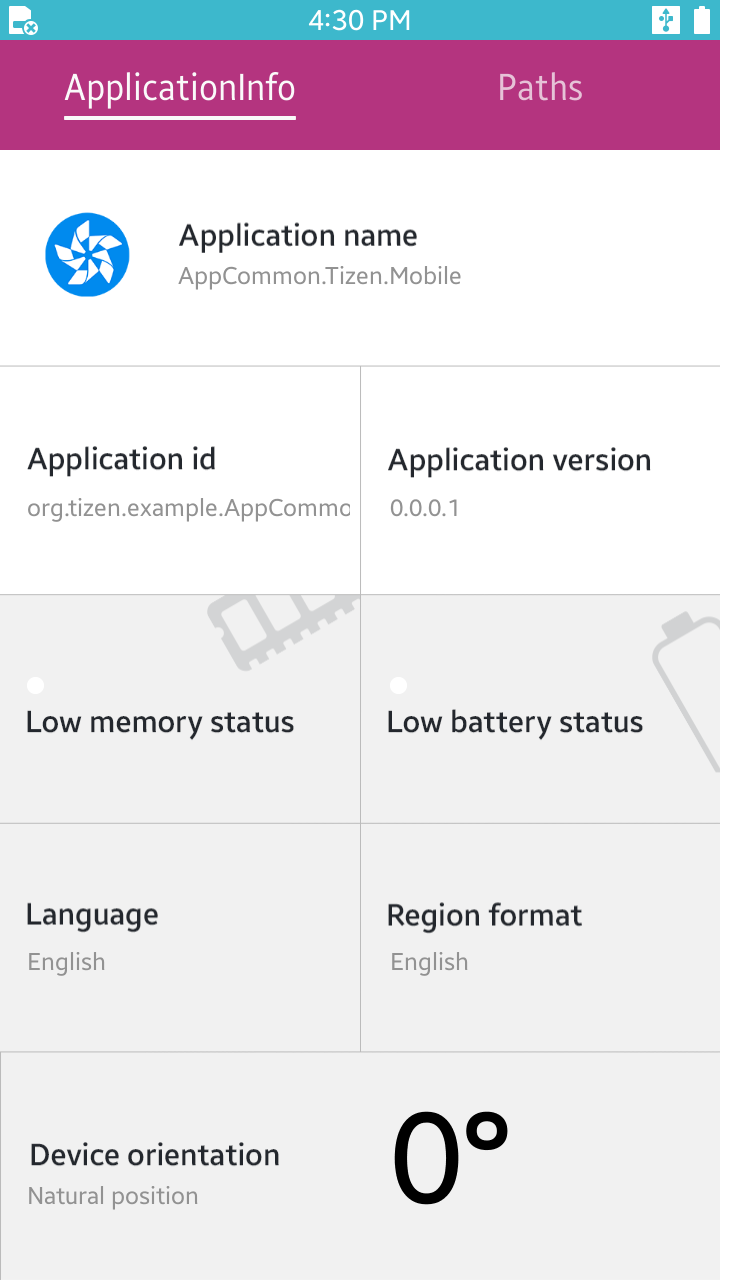 4:30 PM
ApplicationInfo Paths
Application name
AppCommon.Tizen.Mobile
Application id
org.tizen.example.AppCommo
Application version
0.0.0.1
Low memory status
Low battery status
Language
English
Region format
English
Device orientation
Natural position
0°